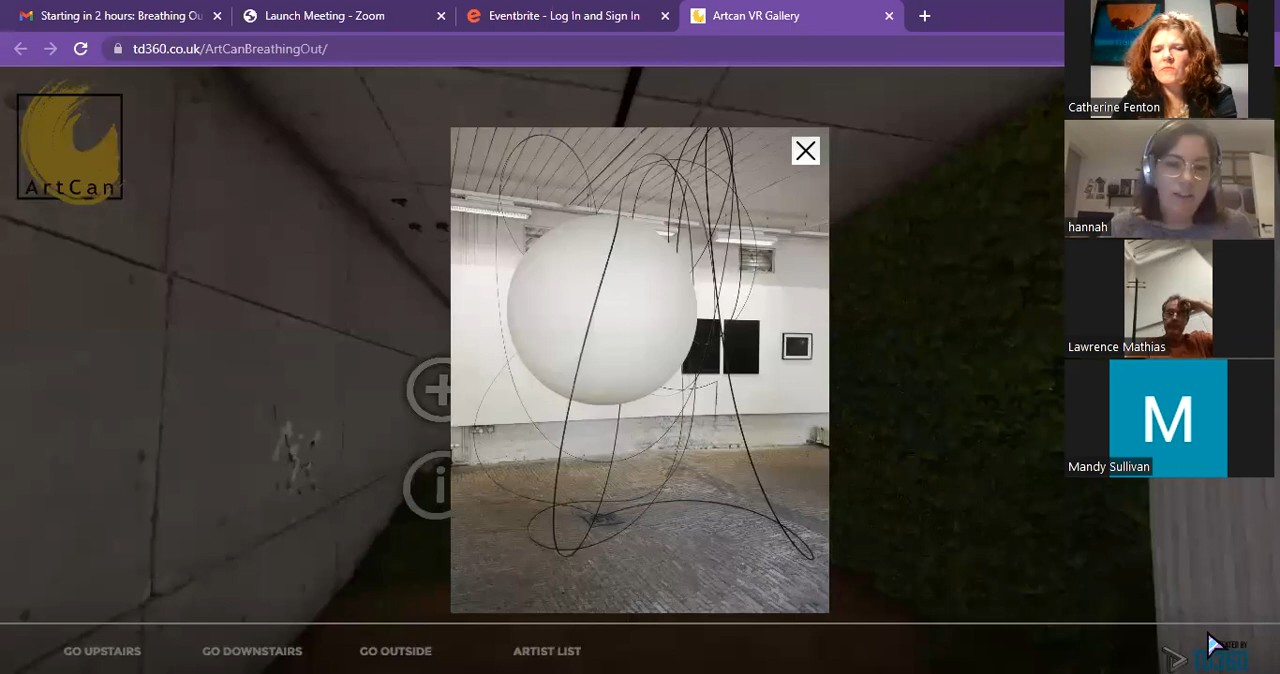 Starting in 2 hours: Breathing Ou
Launch Meeting - Zoom
Eventbrite - Log In and Sign In
Artcan VR Gallery
td360.co.uk/ArtCanBreathingOut/
ArtCan
Catherine Fenton
hannah
Lawrence Mathias
M
Mandy Sullivan
i
GO UPSTAIRS
GO DOWNSTAIRS
GO OUTSIDE
ARTIST LIST
TD360